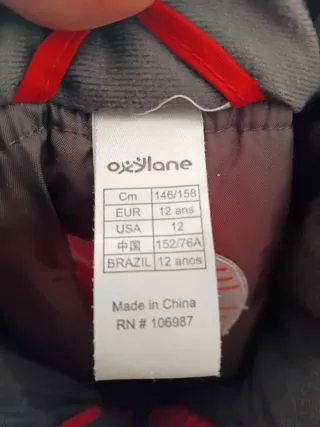 oxylane
Cm 146/158
EUR 12 ans
USA 12
中国 152/76A
BRAZIL 12 anos
Made in China
RN # 106987